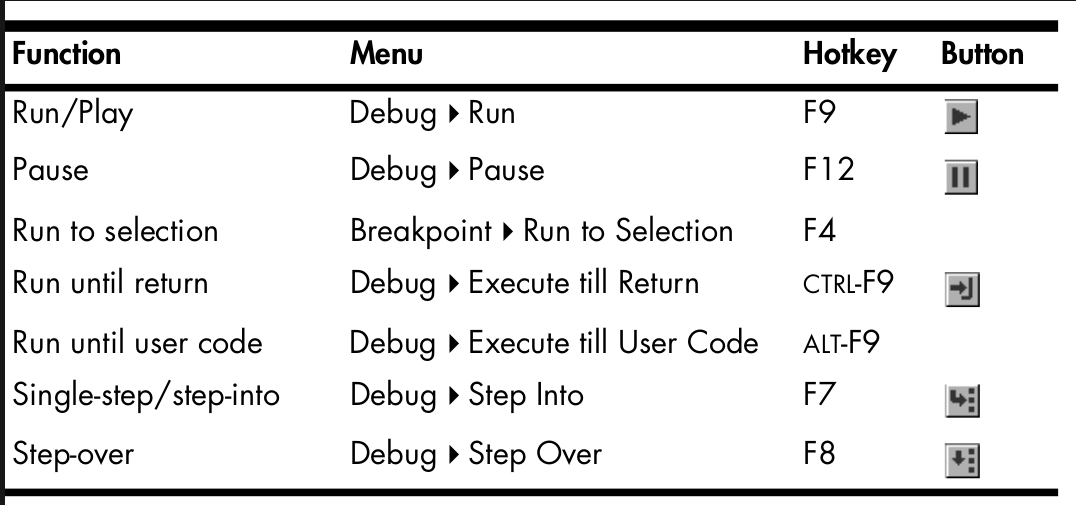 Function Menu Hotkey Button
Run/Play Debug ▸ Run F9
Pause Debug ▸ Pause F12
Run to selection Breakpoint ▸ Run to Selection F4
Run until return Debug ▸ Execute till Return CTRL-F9
Run until user code Debug ▸ Execute till User Code ALT-F9
Single-step/step-into Debug ▸ Step Into F7
Step-over Debug ▸ Step Over F8